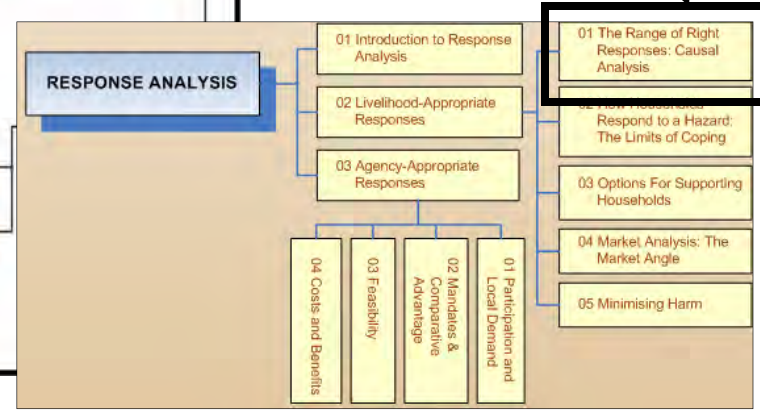 RESPONSE ANALYSIS
01 Introduction to Response
Analysis
02 Livelihood-Appropriate
Responses
03 Agency-Appropriate
Responses
01 The Range of Right
Responses: Causal
Analysis
02 How Households
Respond to a Hazard:
The Limits of Coping
03 Options For Supporting
Households
04 Market Analysis: The
Market Angle
05 Minimising Harm
04 Costs and Benefits
03 Feasibility
02 Mandates &
Comparative
Advantage
01 Participation and
Local Demand